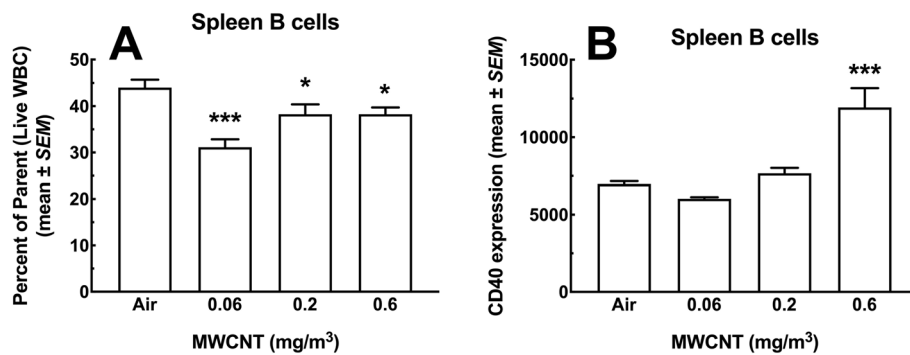 A
Spleen B cells
Percent of Parent (Live WBC)
(mean ± SEM)
50
40
30
20
10
0
***
*
*
Air
0.06
0.2
0.6
MWCNT (mg/m³)
B
Spleen B cells
CD40 expression (mean ± SEM)
15000
10000
5000
0
***
Air
0.06
0.2
0.6
MWCNT (mg/m³)